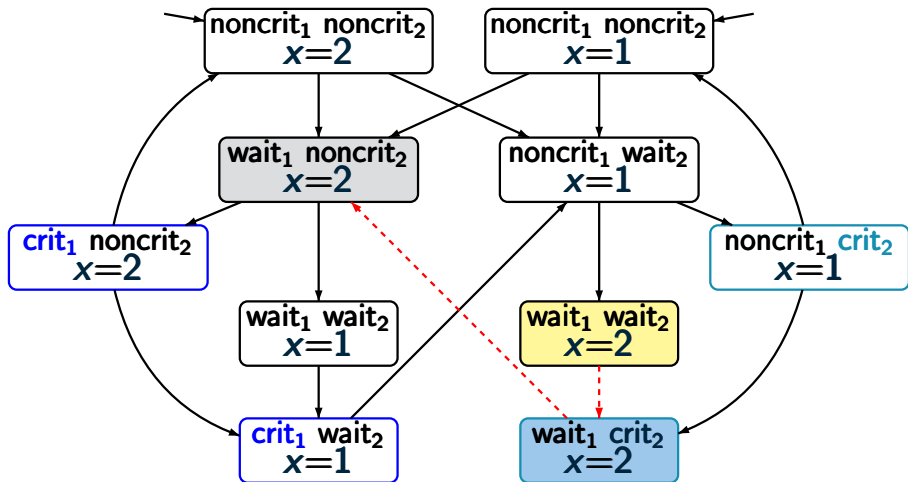 noncrit₁ noncrit₂
x=2
noncrit₁ noncrit₂
x=1
wait₁ noncrit₂
x=2
noncrit₁ wait₂
x=1
crit₁ noncrit₂
x=2
noncrit₁ crit₂
x=1
wait₁ wait₂
x=1
wait₁ wait₂
x=2
crit₁ wait₂
x=1
wait₁ crit₂
x=2